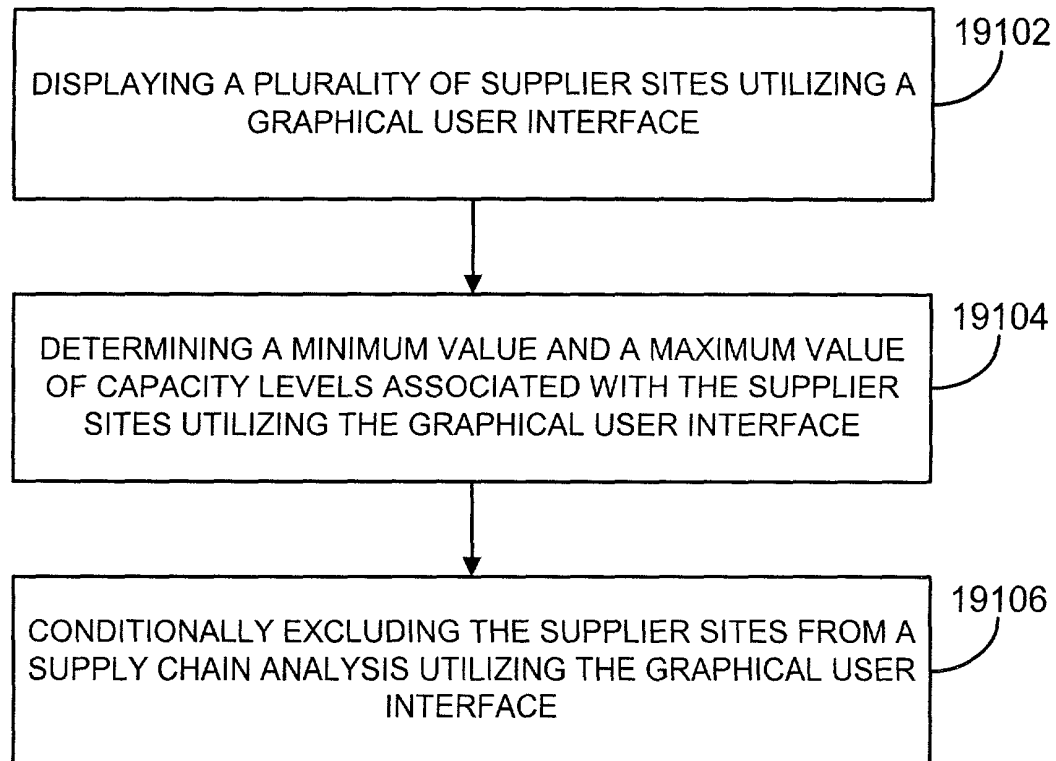 19102
DISPLAYING A PLURALITY OF SUPPLIER SITES UTILIZING A
GRAPHICAL USER INTERFACE
19104
DETERMINING A MINIMUM VALUE AND A MAXIMUM VALUE
OF CAPACITY LEVELS ASSOCIATED WITH THE SUPPLIER
SITES UTILIZING THE GRAPHICAL USER INTERFACE
19106
CONDITIONALLY EXCLUDING THE SUPPLIER SITES FROM A
SUPPLY CHAIN ANALYSIS UTILIZING THE GRAPHICAL USER
INTERFACE